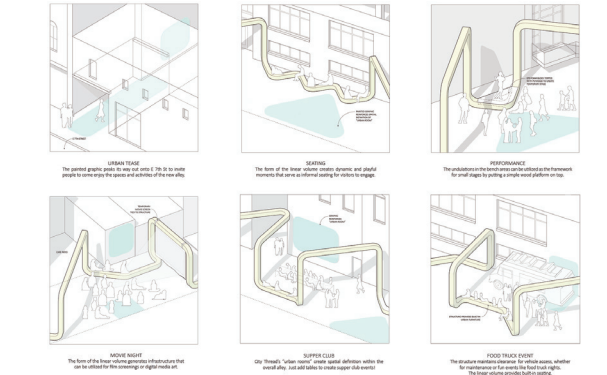 URBAN TEASE
The painted graphic peaks its way out onto E 7th St to invite
people to come enjoy the spaces and activities of the new alley.
SEATING
The form of the linear volume creates dynamic and playful
moments that serve as informal seating for visitors to engage.
PERFORMANCE
The undulations in the bench areas can be utilized as the framework
for small stages by putting a simple wood platform on top.
MOVIE NIGHT
The form of the linear volume generates infrastructure that
can be utilized for film screenings or digital media art.
SUPPER CLUB
City Thread's "urban rooms" create spatial definition within the
overall alley. Just add tables to create supper club events!
FOOD TRUCK EVENT
The structure maintains clearance for vehicle access, whether
for maintenance or fun events like food truck nights.
The linear volume provides built-in seating.